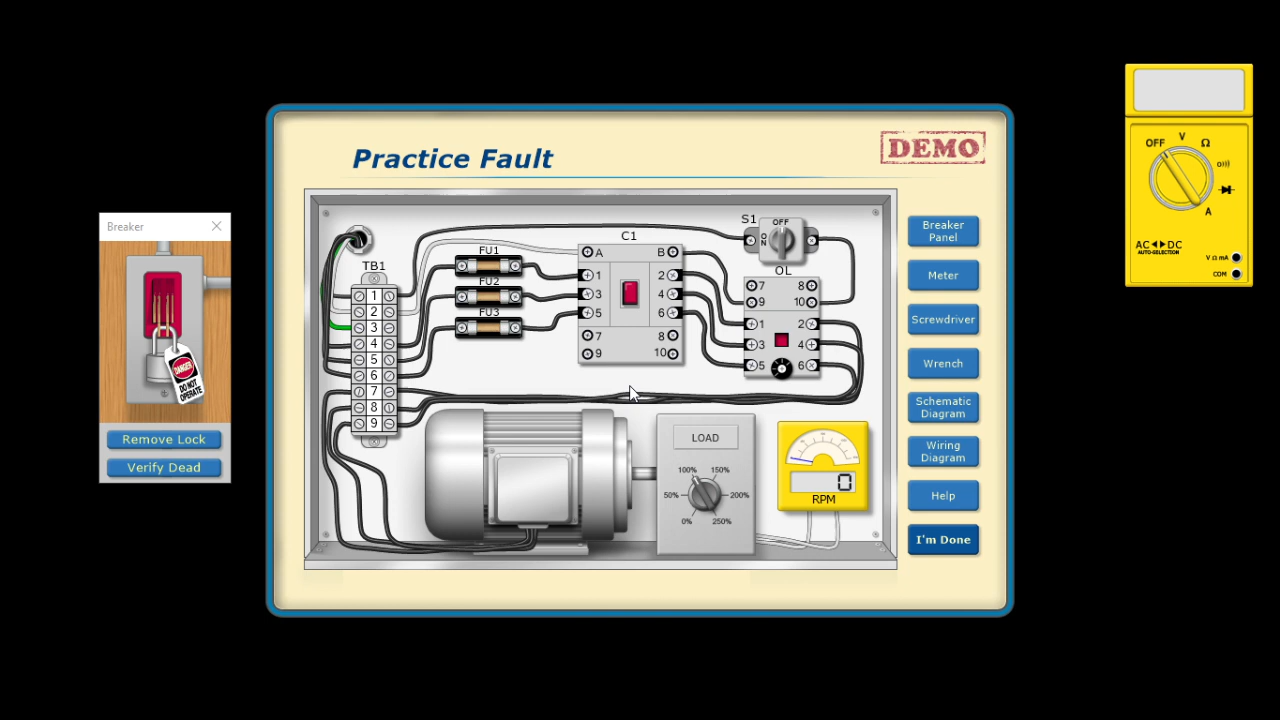 DEMO
Practice Fault
Breaker
DANGER
DO NOT
OPERATE
Remove Lock
Verify Dead
TB1
1
2
3
4
5
6
7
8
9
FU1
FU2
FU3
C1
A B
1 2
3 4
5 6
7 8
9 10
S1
OFF
ON
OL
7 8
9 10
1 2
3 4
5 6
LOAD
100% 150%
50% 200%
0% 250%
0
RPM
Breaker
Panel
Meter
Screwdriver
Wrench
Schematic
Diagram
Wiring
Diagram
Help
I'm Done
OFF V Ω
A
AC DC
AUTO-SELECTION
V Ω mA
COM